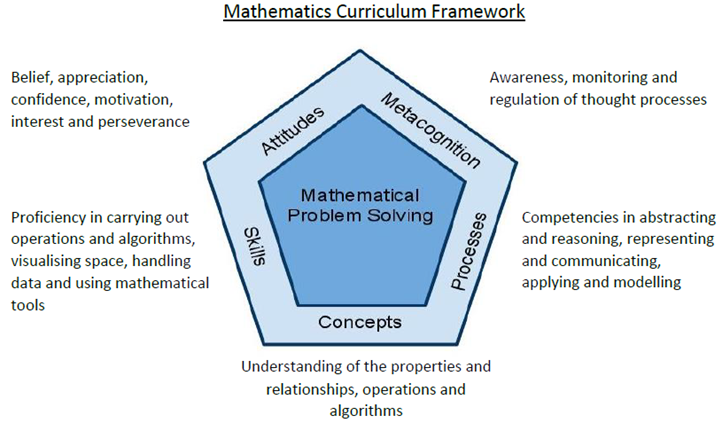 Mathematics Curriculum Framework
Belief, appreciation,
confidence, motivation,
interest and perseverance
Awareness, monitoring and
regulation of thought processes
Attitudes
Metacognition
Mathematical
Problem Solving
Proficiency in carrying out
operations and algorithms,
visualising space, handling
data and using mathematical
tools
Skills
Processes
Competencies in abstracting
and reasoning, representing
and communicating,
applying and modelling
Concepts
Understanding of the properties and
relationships, operations and
algorithms